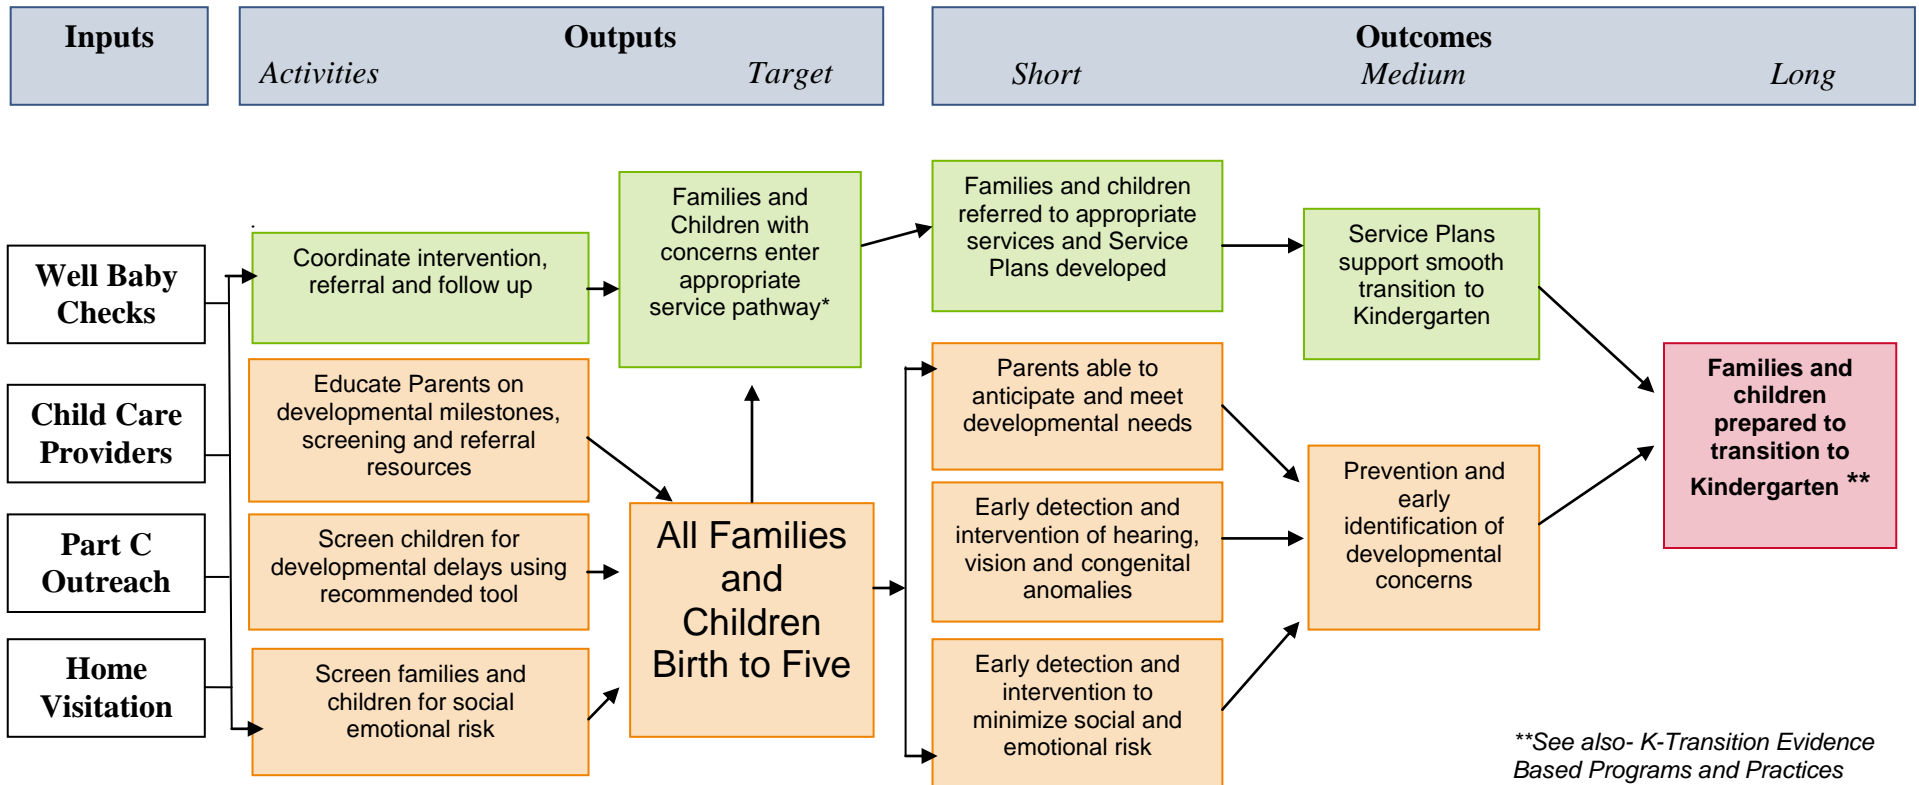 Inputs
Outputs
Activities Target
Outcomes
Short Medium Long
Well Baby
Checks
Child Care
Providers
Part C
Outreach
Home
Visitation
Coordinate intervention,
referral and follow up
Educate Parents on
developmental milestones,
screening and referral
resources
Screen children for
developmental delays using
recommended tool
Screen families and
children for social
emotional risk
Families and
Children with
concerns enter
appropriate
service pathway*
All Families
and
Children
Birth to Five
Families and children
referred to appropriate
services and Service
Plans developed
Parents able to
anticipate and meet
developmental needs
Early detection and
intervention of hearing,
vision and congenital
anomalies
Early detection and
intervention to
minimize social and
emotional risk
Service Plans
support smooth
transition to
Kindergarten
Prevention and
early
identification of
developmental
concerns
Families and
children
prepared to
transition to
Kindergarten **
**See also- K-Transition Evidence
Based Programs and Practices